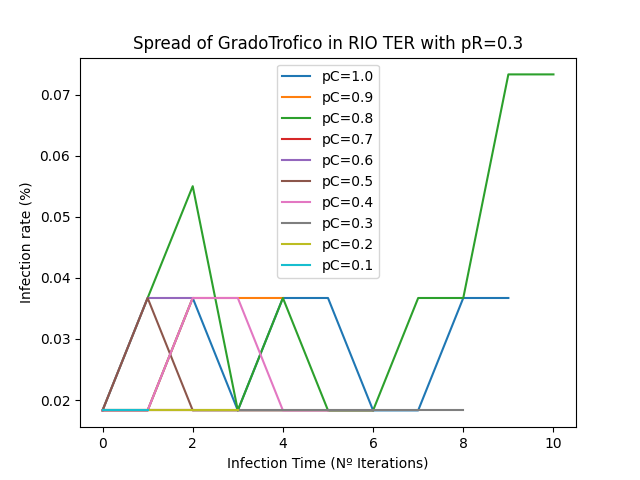 Spread of GradoTrofico in RIO TER with pR=0.3
pC=1.0
pC=0.9
pC=0.8
pC=0.7
pC=0.6
pC=0.5
pC=0.4
pC=0.3
pC=0.2
pC=0.1
Infection rate (%)
0.07
0.06
0.05
0.04
0.03
0.02
0 2 4 6 8 10
Infection Time (Nº Iterations)